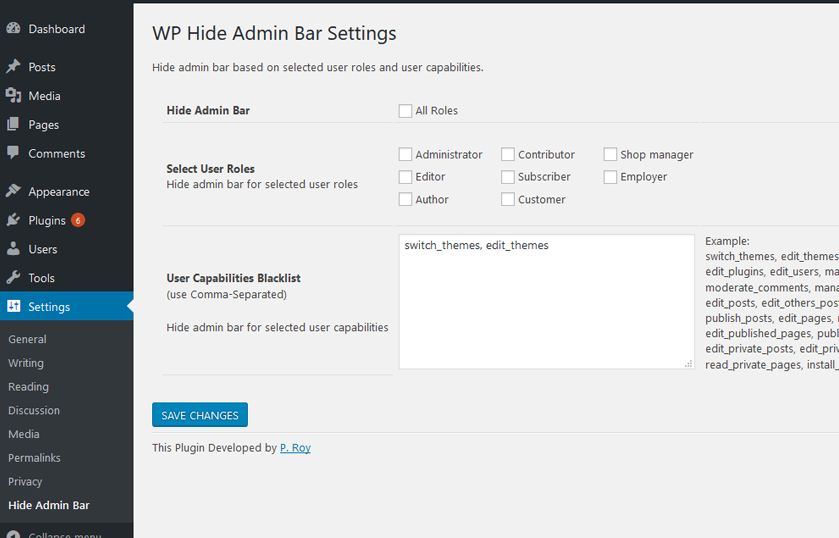 Dashboard
Posts
Media
Pages
Comments
Appearance
Plugins 6
Users
Tools
Settings
General
Writing
Reading
Discussion
Media
Permalinks
Privacy
Hide Admin Bar
Collapse menu
WP Hide Admin Bar Settings
Hide admin bar based on selected user roles and user capabilities.
Hide Admin Bar
All Roles
Select User Roles
Hide admin bar for selected user roles
Administrator Contributor Shop manager
Editor Subscriber Employer
Author Customer
User Capabilities Blacklist
(use Comma-Separated)
Hide admin bar for selected user capabilities
switch_themes, edit_themes
Example:
switch_themes, edit_themes
edit_plugins, edit_users, ma
moderate_comments, mana
edit_posts, edit_others_post
publish_posts, edit_pages,
edit_published_pages, publ
edit_private_posts, edit_priv
read_private_pages, install_
SAVE CHANGES
This Plugin Developed by P. Roy